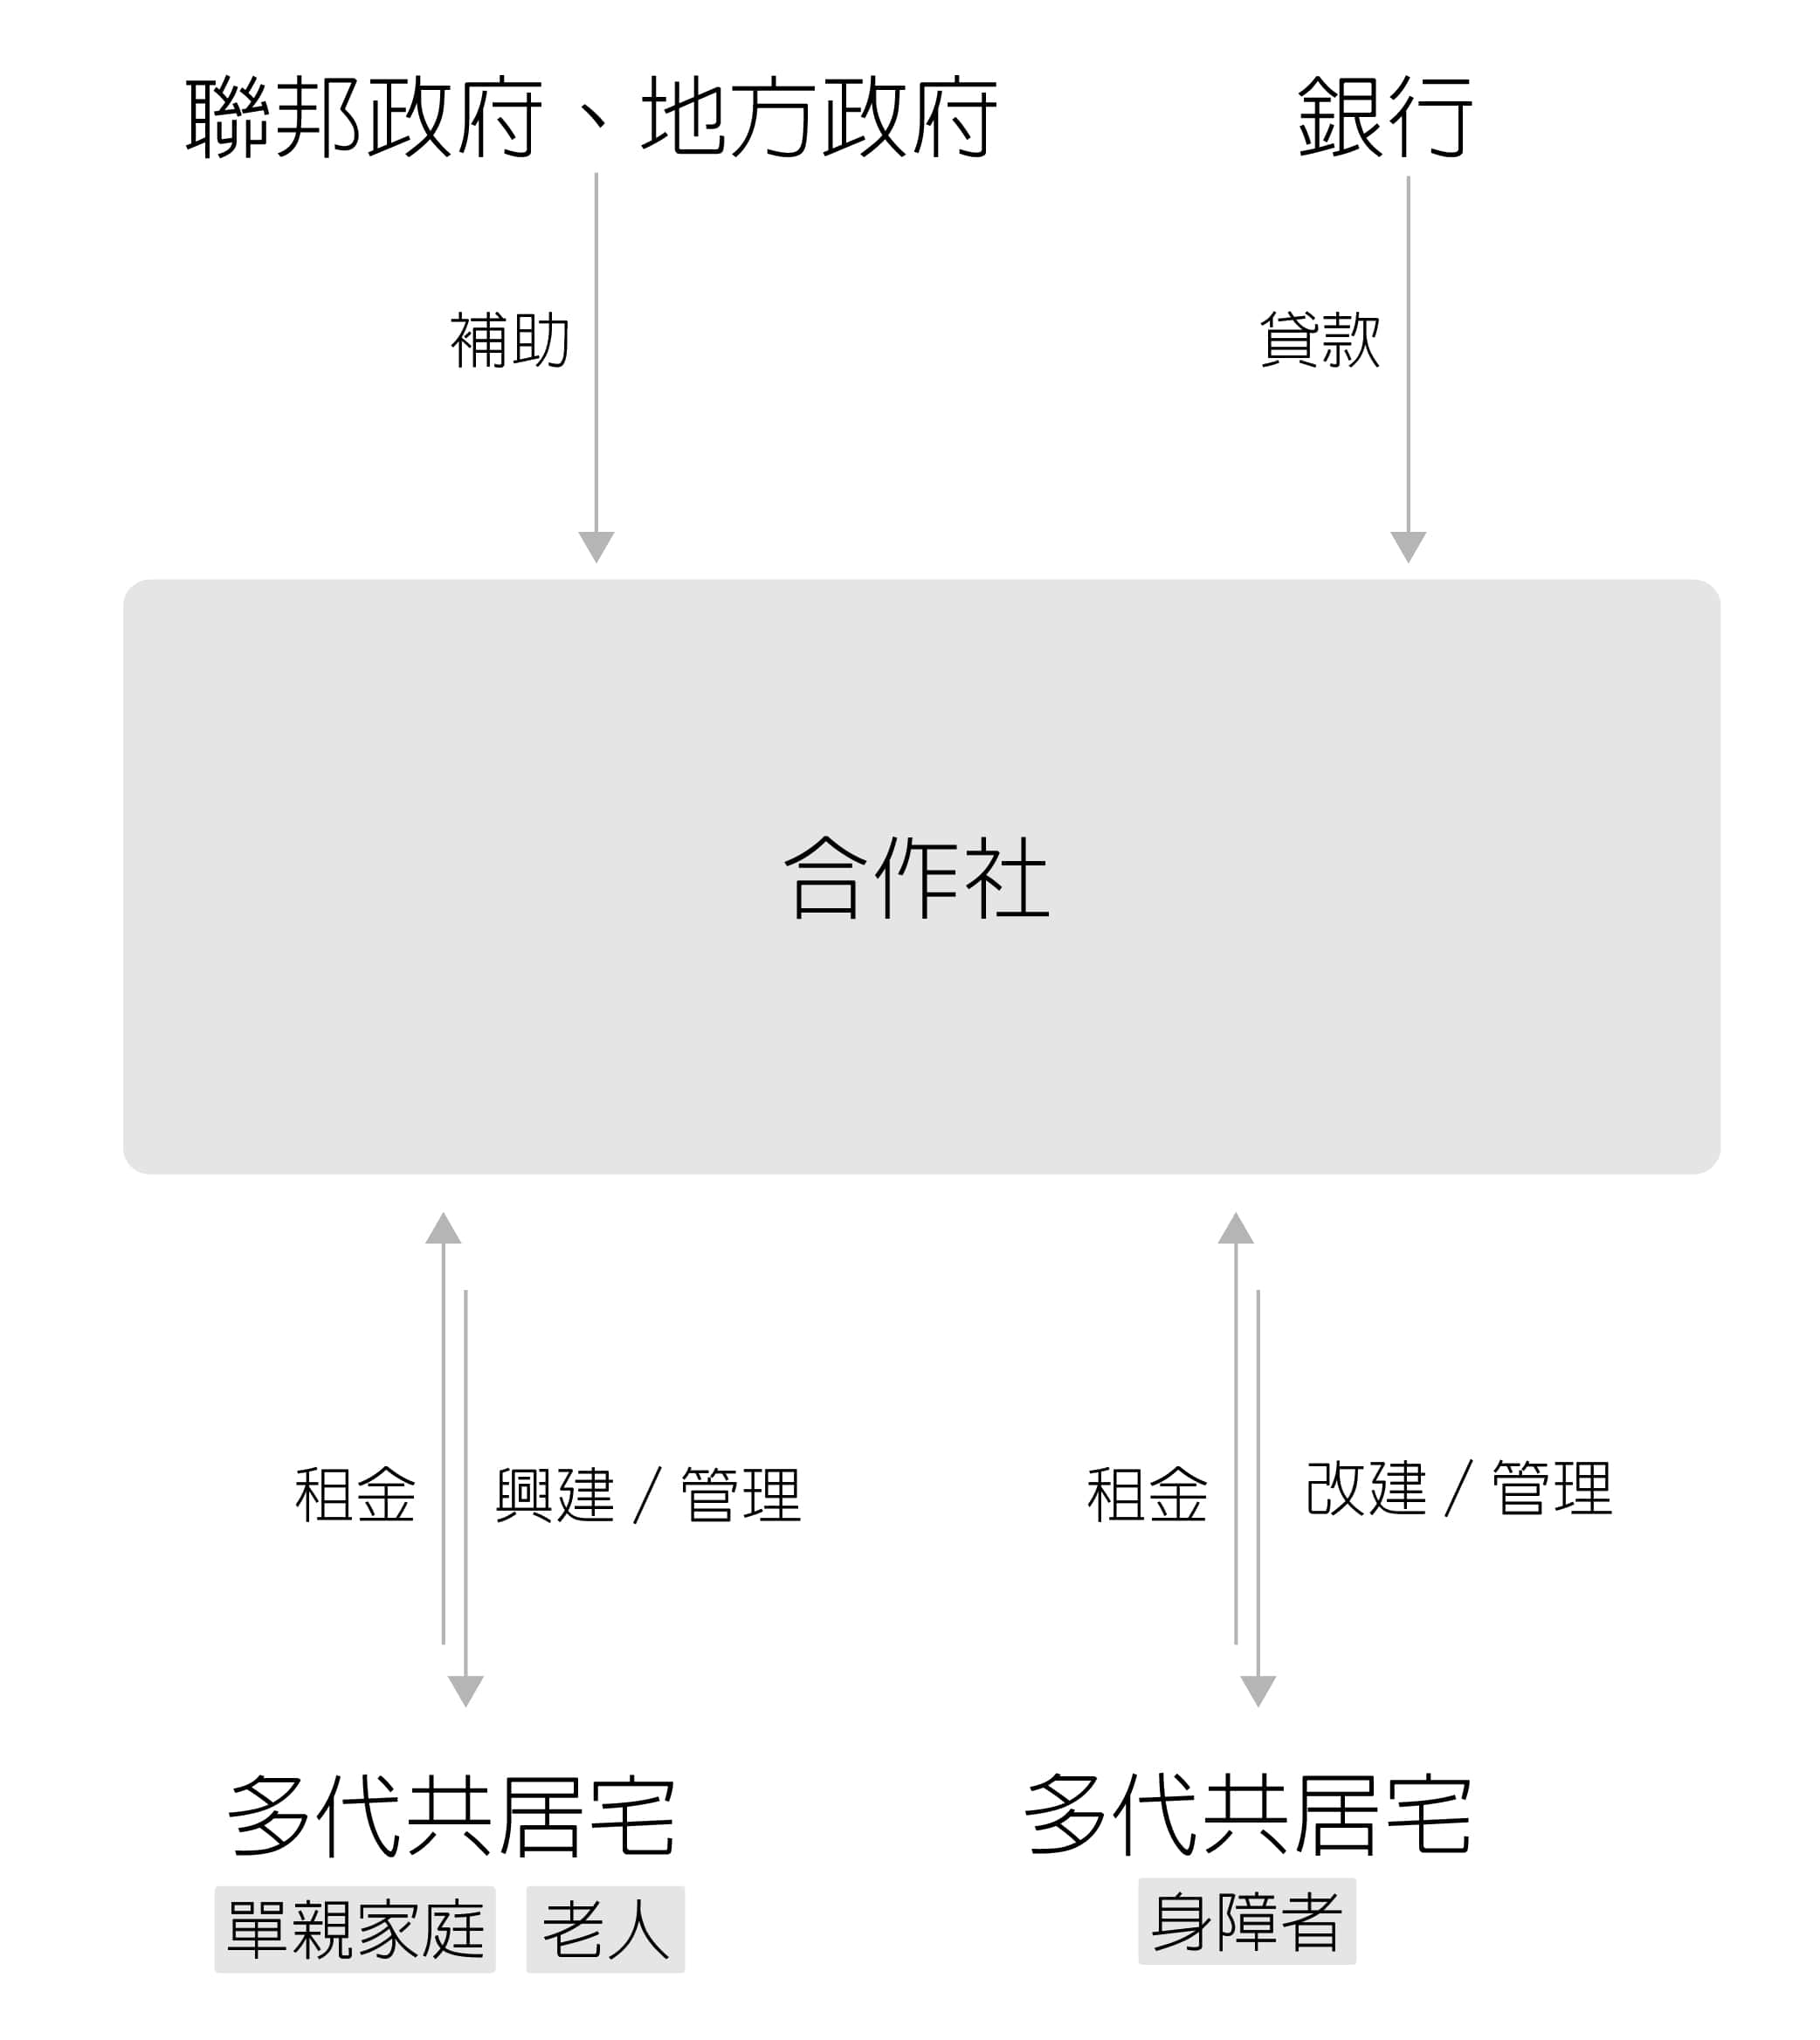 聯邦政府、地方政府
銀行
補助
貸款
合作社
租金
興建／管理
租金
改建／管理
多代共居宅
多代共居宅
單親家庭
老人
身障者